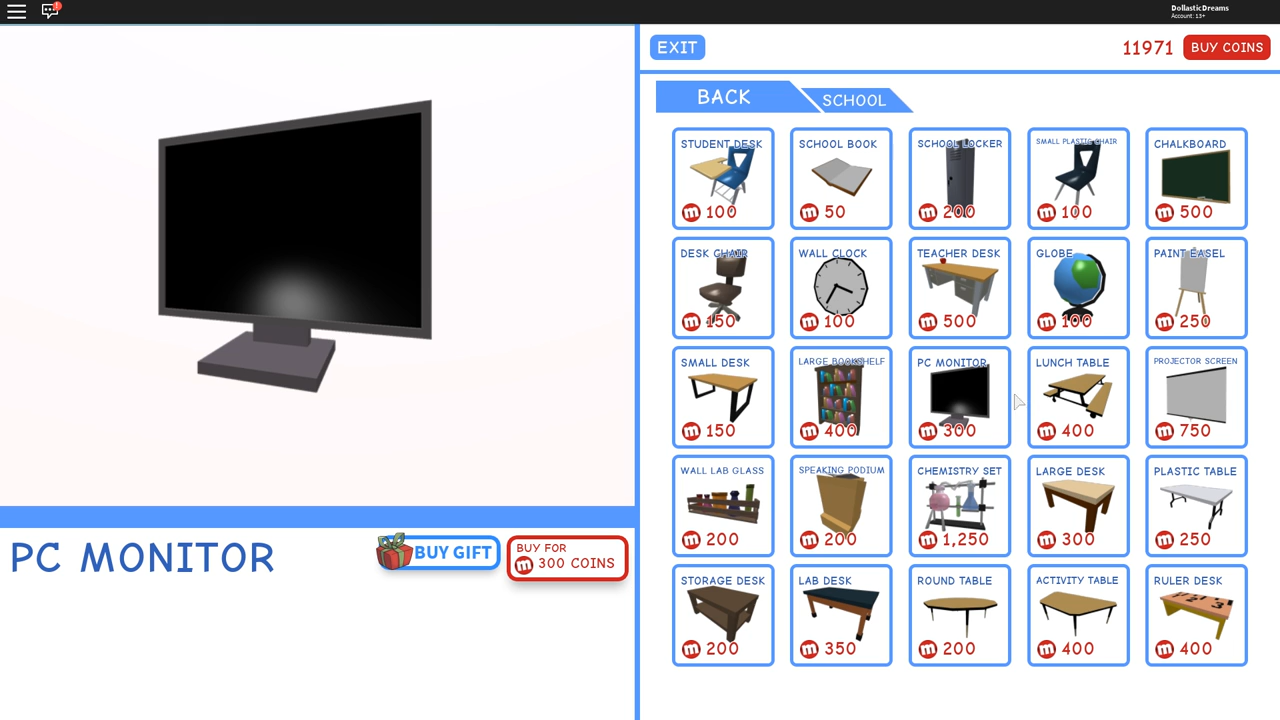 DollasticDreams
Account: 13+
EXIT
11971
BUY COINS
BACK
SCHOOL
STUDENT DESK
100
SCHOOL BOOK
50
SCHOOL LOCKER
200
SMALL PLASTIC CHAIR
100
CHALKBOARD
500
DESK CHAIR
150
WALL CLOCK
100
TEACHER DESK
500
GLOBE
100
PAINT EASEL
250
SMALL DESK
150
LARGE BOOKSHELF
400
PC MONITOR
300
LUNCH TABLE
400
PROJECTOR SCREEN
750
WALL LAB GLASS
200
SPEAKING PODIUM
200
CHEMISTRY SET
1,250
LARGE DESK
300
PLASTIC TABLE
250
STORAGE DESK
200
LAB DESK
350
ROUND TABLE
200
ACTIVITY TABLE
400
RULER DESK
400
PC MONITOR
BUY GIFT
BUY FOR
300 COINS